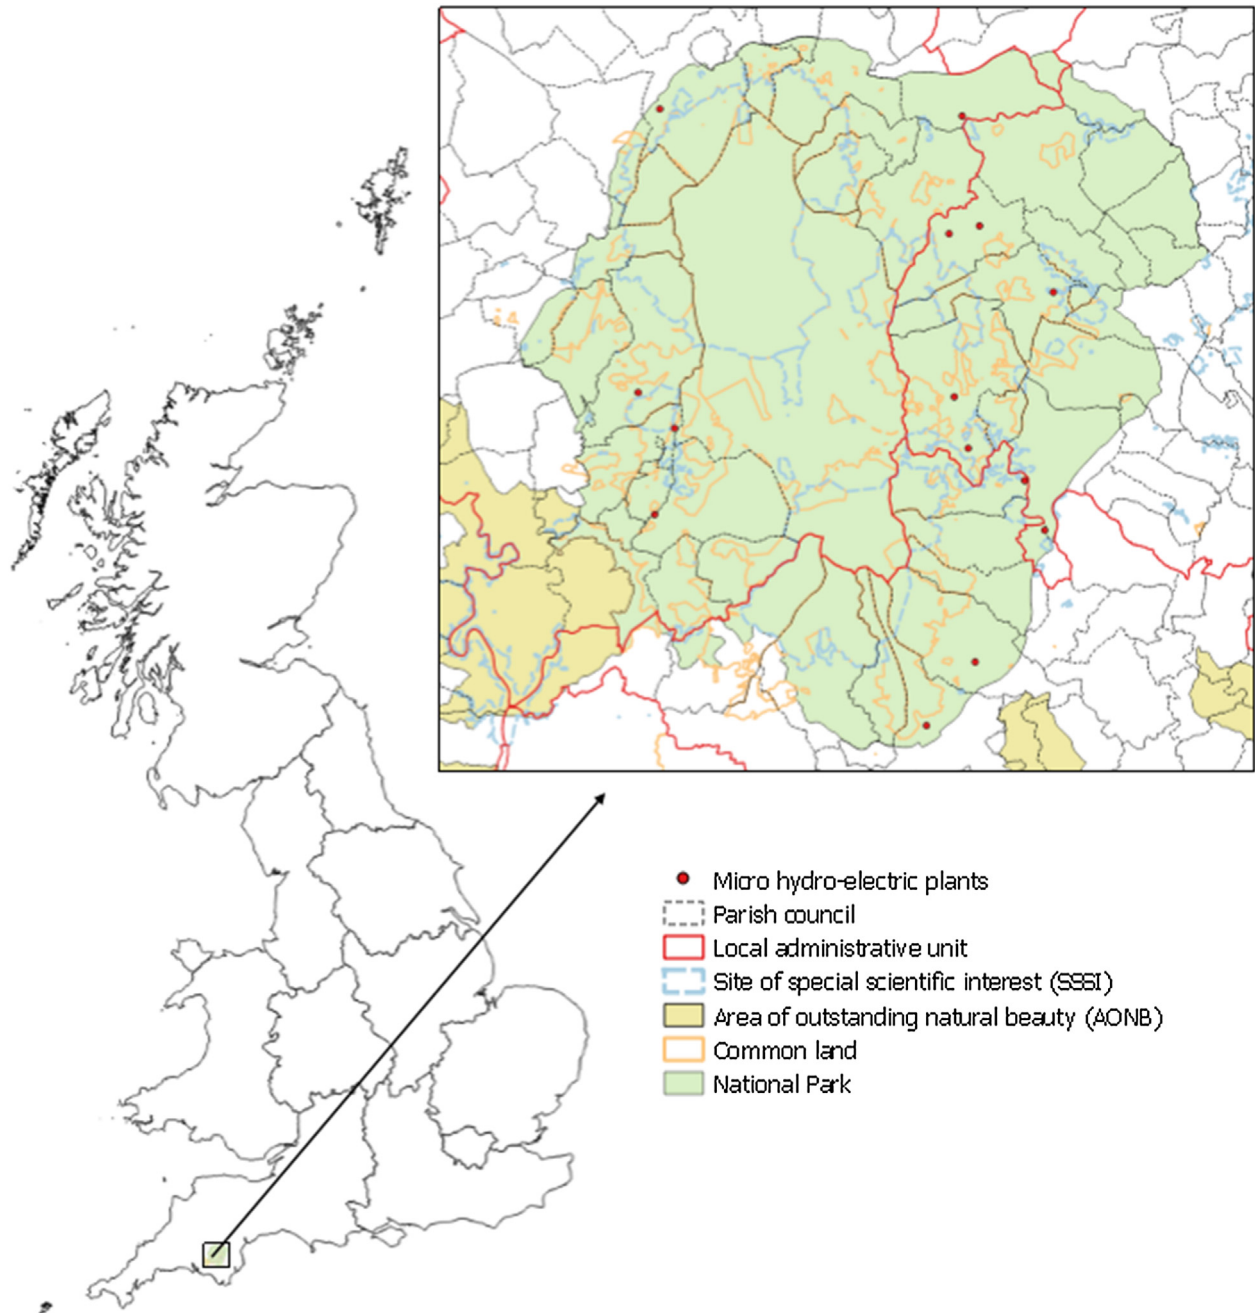 Micro hydro-electric plants
Parish council
Local administrative unit
Site of special scientific interest (SSSI)
Area of outstanding natural beauty (AONB)
Common land
National Park